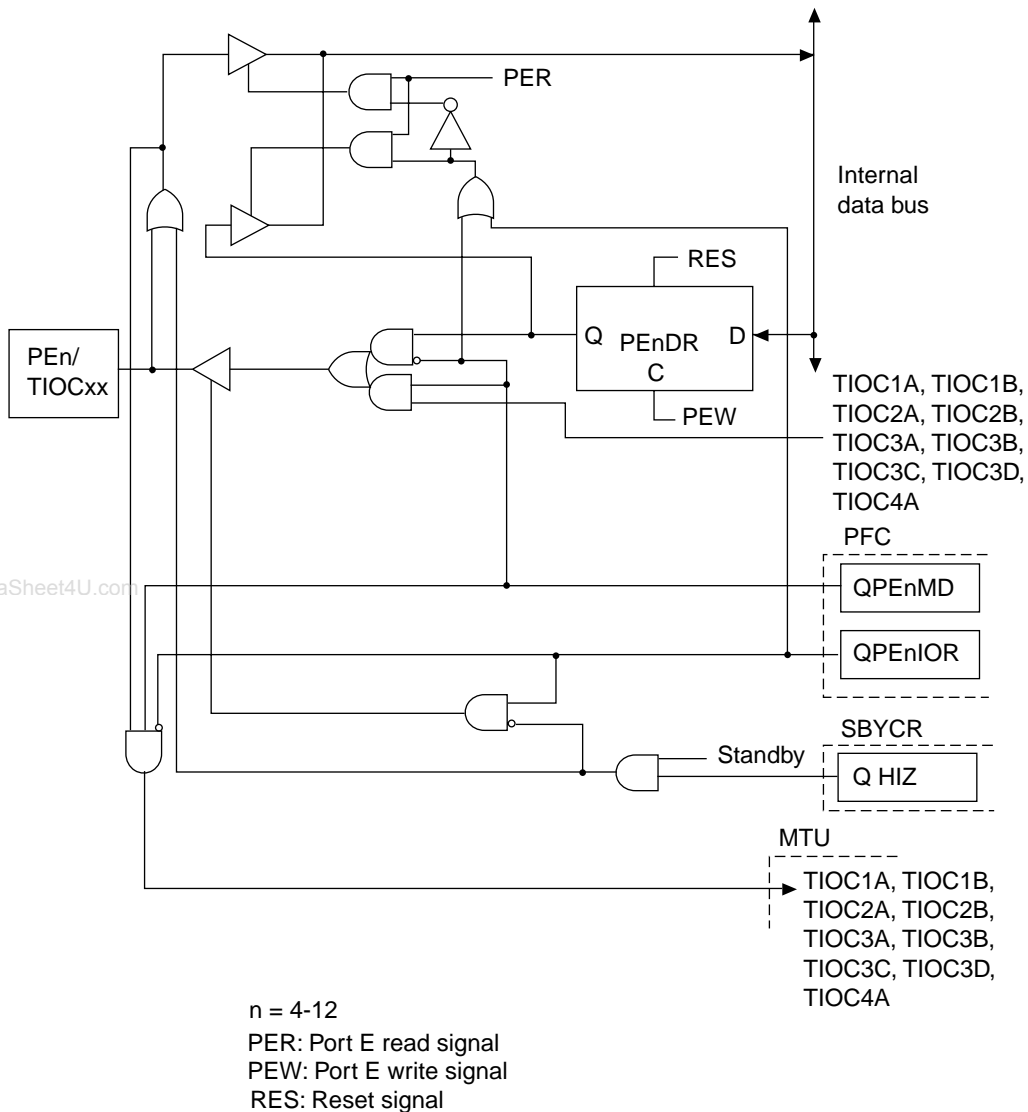 PER
Internal
data bus
RES
Q PEnDR D
C
PEW
PEn/
TIOCxx
TIOC1A, TIOC1B,
TIOC2A, TIOC2B,
TIOC3A, TIOC3B,
TIOC3C, TIOC3D,
TIOC4A
PFC
aSheet4U.com
QPEnMD
QPEnIOR
SBYCR
Standby
Q HIZ
MTU
TIOC1A, TIOC1B,
TIOC2A, TIOC2B,
TIOC3A, TIOC3B,
TIOC3C, TIOC3D,
TIOC4A
n = 4-12
PER: Port E read signal
PEW: Port E write signal
RES: Reset signal